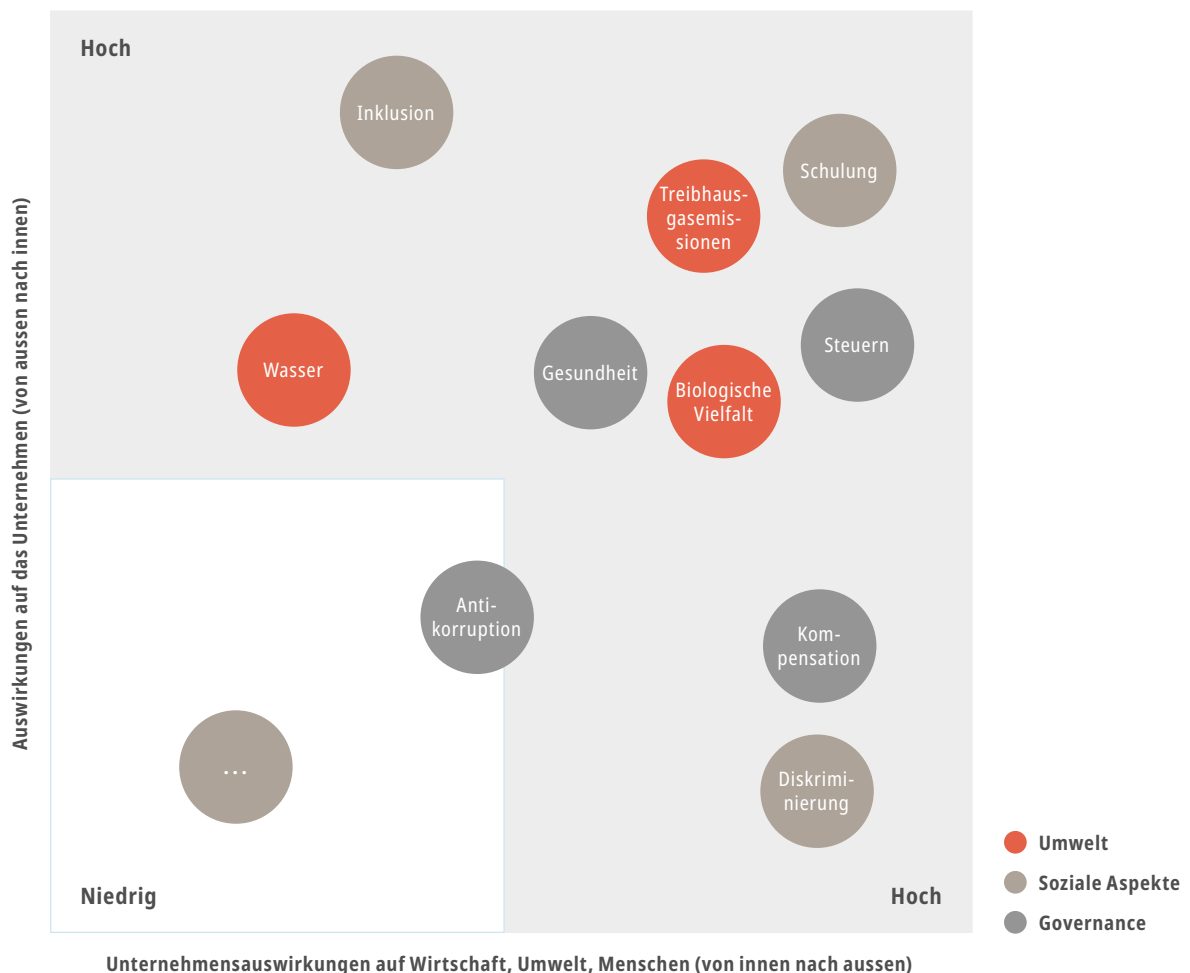 Hoch
Inklusion
Schulung
Treibhaus-
gasemis-
sionen
Steuern
Wasser
Gesundheit
Biologische
Vielfalt
Anti-
korruption
Kom-
pensation
...
Diskrimi-
nierung
Niedrig
Hoch
Auswirkungen auf das Unternehmen (von aussen nach innen)
Unternehmensauswirkungen auf Wirtschaft, Umwelt, Menschen (von innen nach aussen)
Umwelt
Soziale Aspekte
Governance